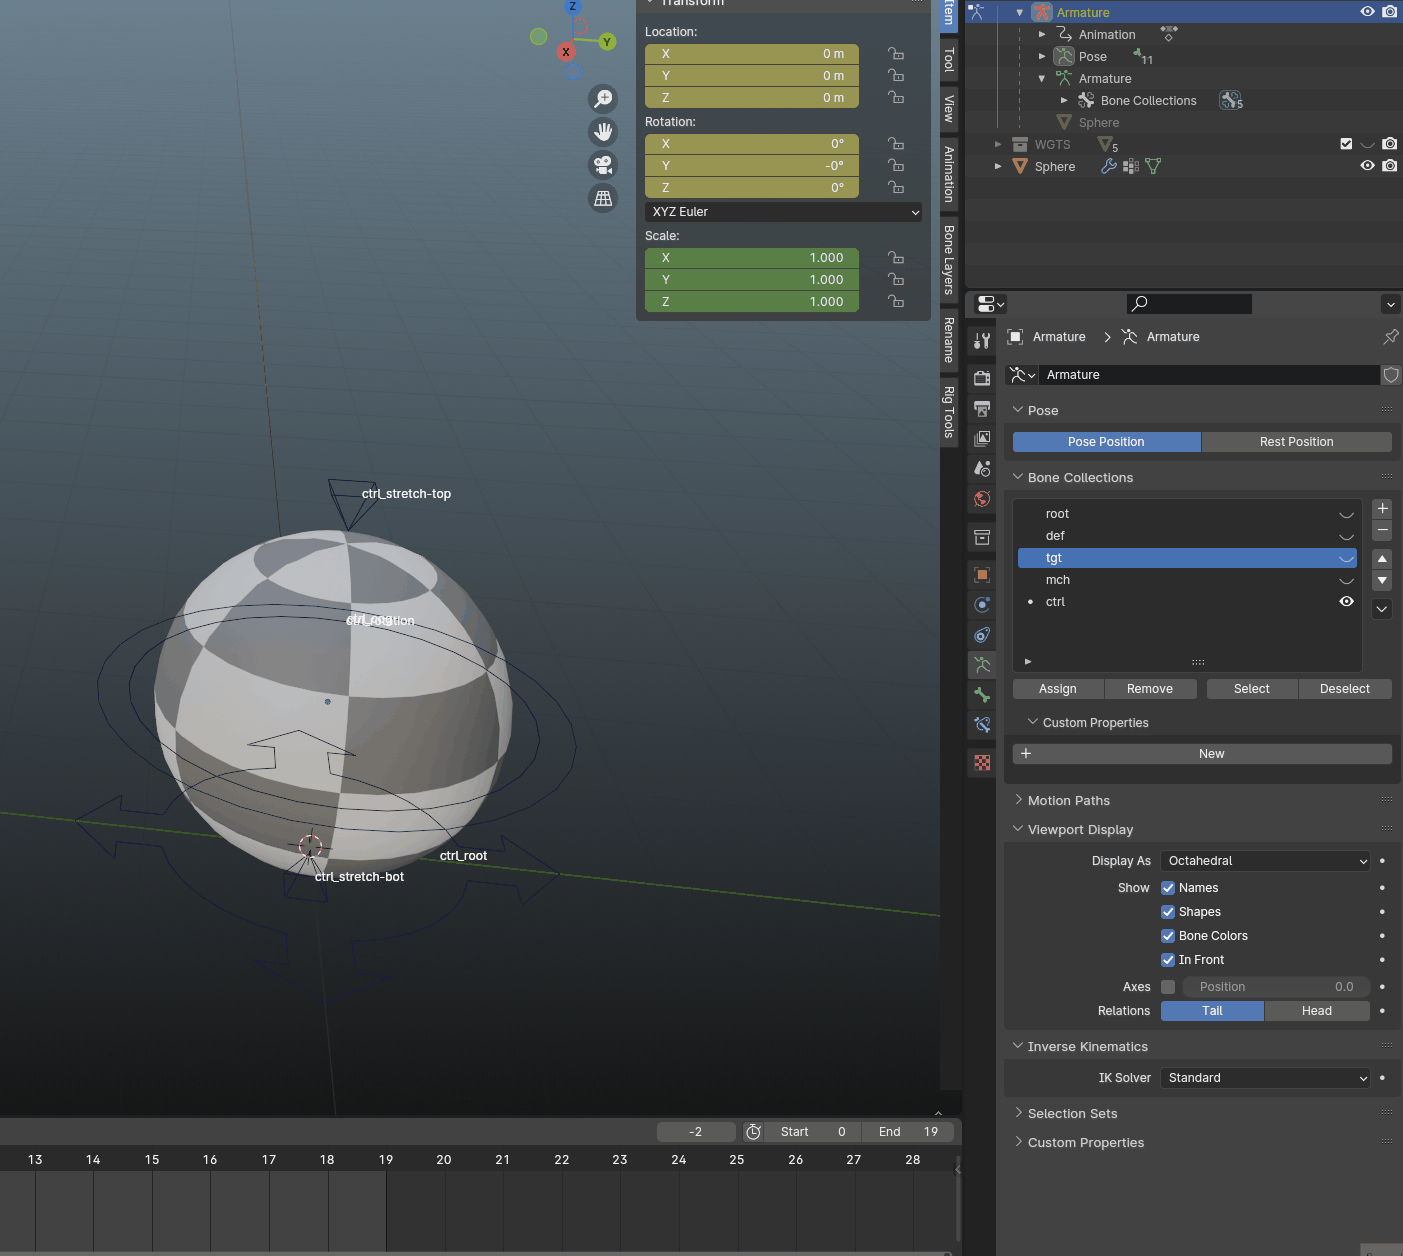 Transform
Location:
X 0 m
Y 0 m
Z 0 m
Rotation:
X 0°
Y -0°
Z 0°
XYZ Euler
Scale:
X 1.000
Y 1.000
Z 1.000
Z
Y
X
Item
Tool
View
Animation
Bone Layers
Rename
Rig Tools
ctrl_stretch-top
ctrl_root
ctrl_stretch-bot
-2
Start 0
End 19
13 14 15 16 17 18 19 20 21 22 23 24 25 26 27 28
Armature
Animation
Pose 11
Armature
Bone Collections 5
Sphere
WGTS 5
Sphere
Armature > Armature
Armature
Pose
Pose Position Rest Position
Bone Collections
root
def
tgt
mch
ctrl
Assign Remove Select Deselect
Custom Properties
New
Motion Paths
Viewport Display
Display As Octahedral
Show Names
Shapes
Bone Colors
In Front
Axes Position 0.0
Relations Tail Head
Inverse Kinematics
IK Solver Standard
Selection Sets
Custom Properties